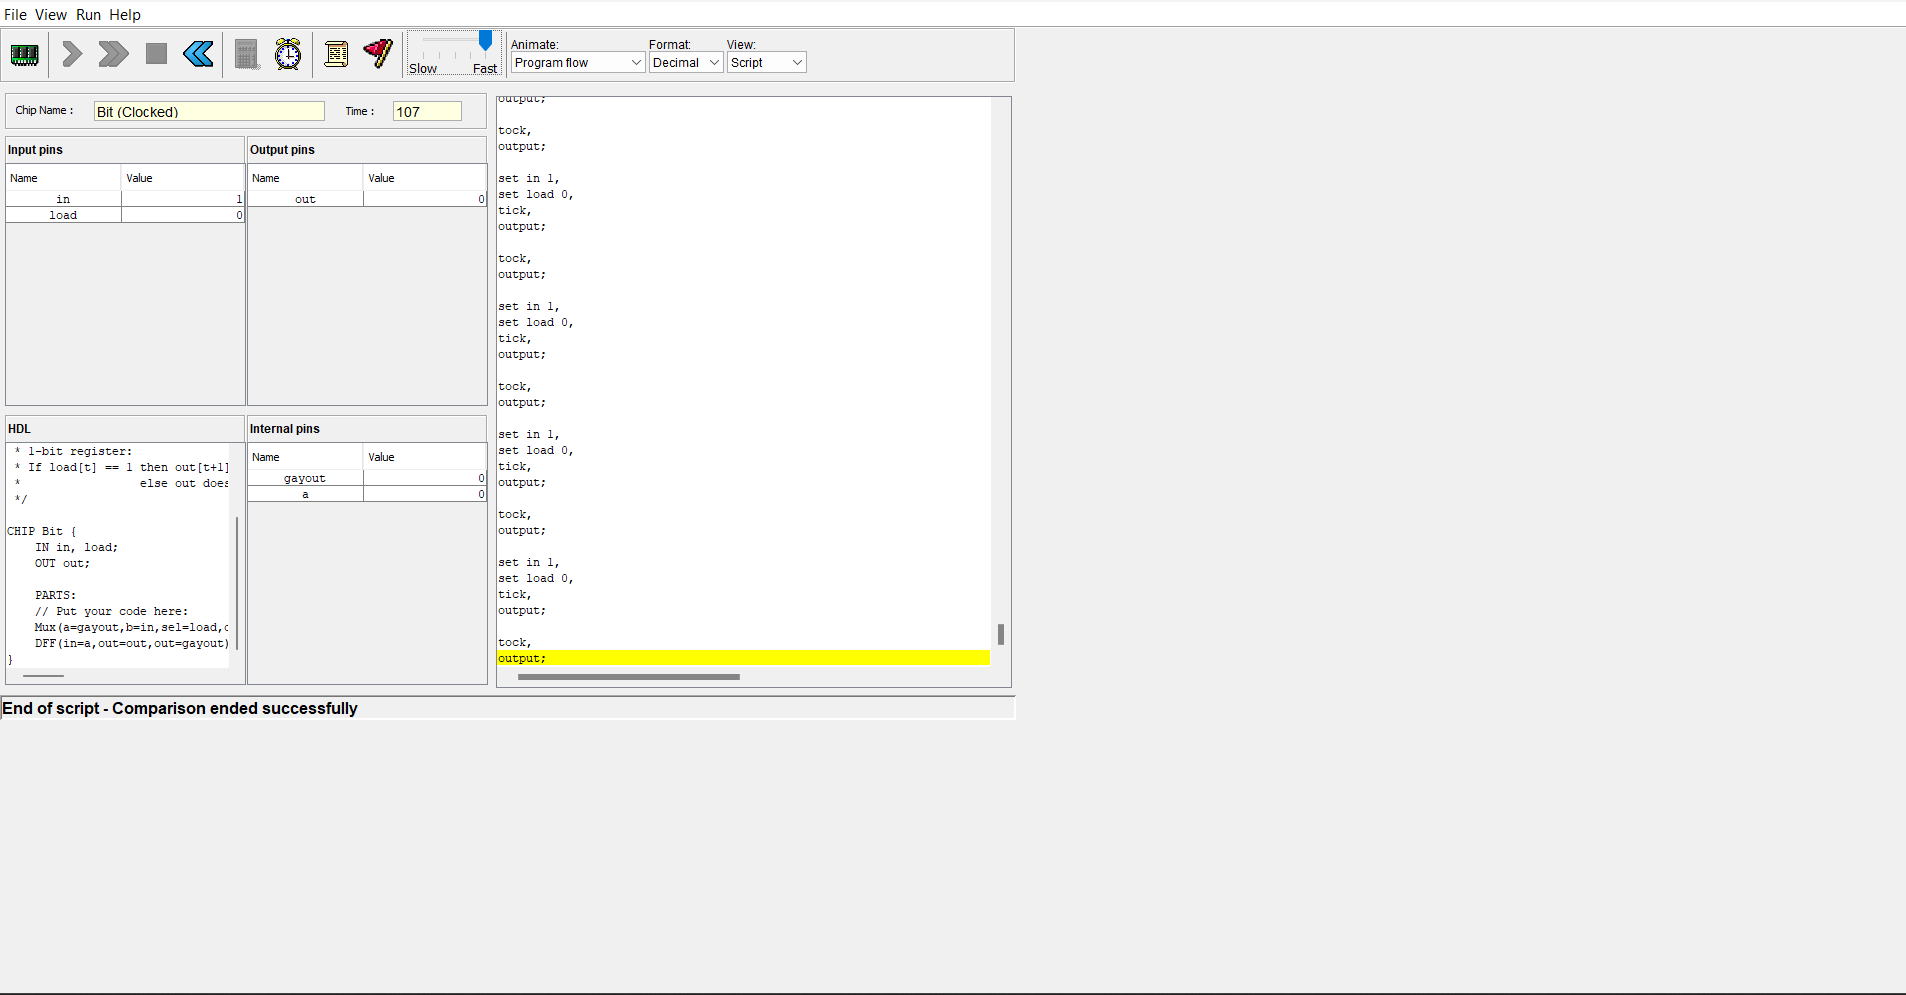 File View Run Help
Slow Fast
Animate: Format: View:
Program flow Decimal Script
Chip Name : Bit (Clocked) Time : 107
Input pins
Name Value
in 1
load 0
Output pins
Name Value
out 0
HDL
* 1-bit register:
* If load[t] == 1 then out[t+1]
* else out does
*/
CHIP Bit {
IN in, load;
OUT out;
PARTS:
// Put your code here:
Mux(a=gayout,b=in,sel=load,
DFF(in=a,out=out,out=gayout)
}
Internal pins
Name Value
gayout 0
a 0
output;
tock,
output;
set in 1,
set load 0,
tick,
output;
tock,
output;
set in 1,
set load 0,
tick,
output;
tock,
output;
set in 1,
set load 0,
tick,
output;
tock,
output;
set in 1,
set load 0,
tick,
output;
tock,
output;
End of script - Comparison ended successfully